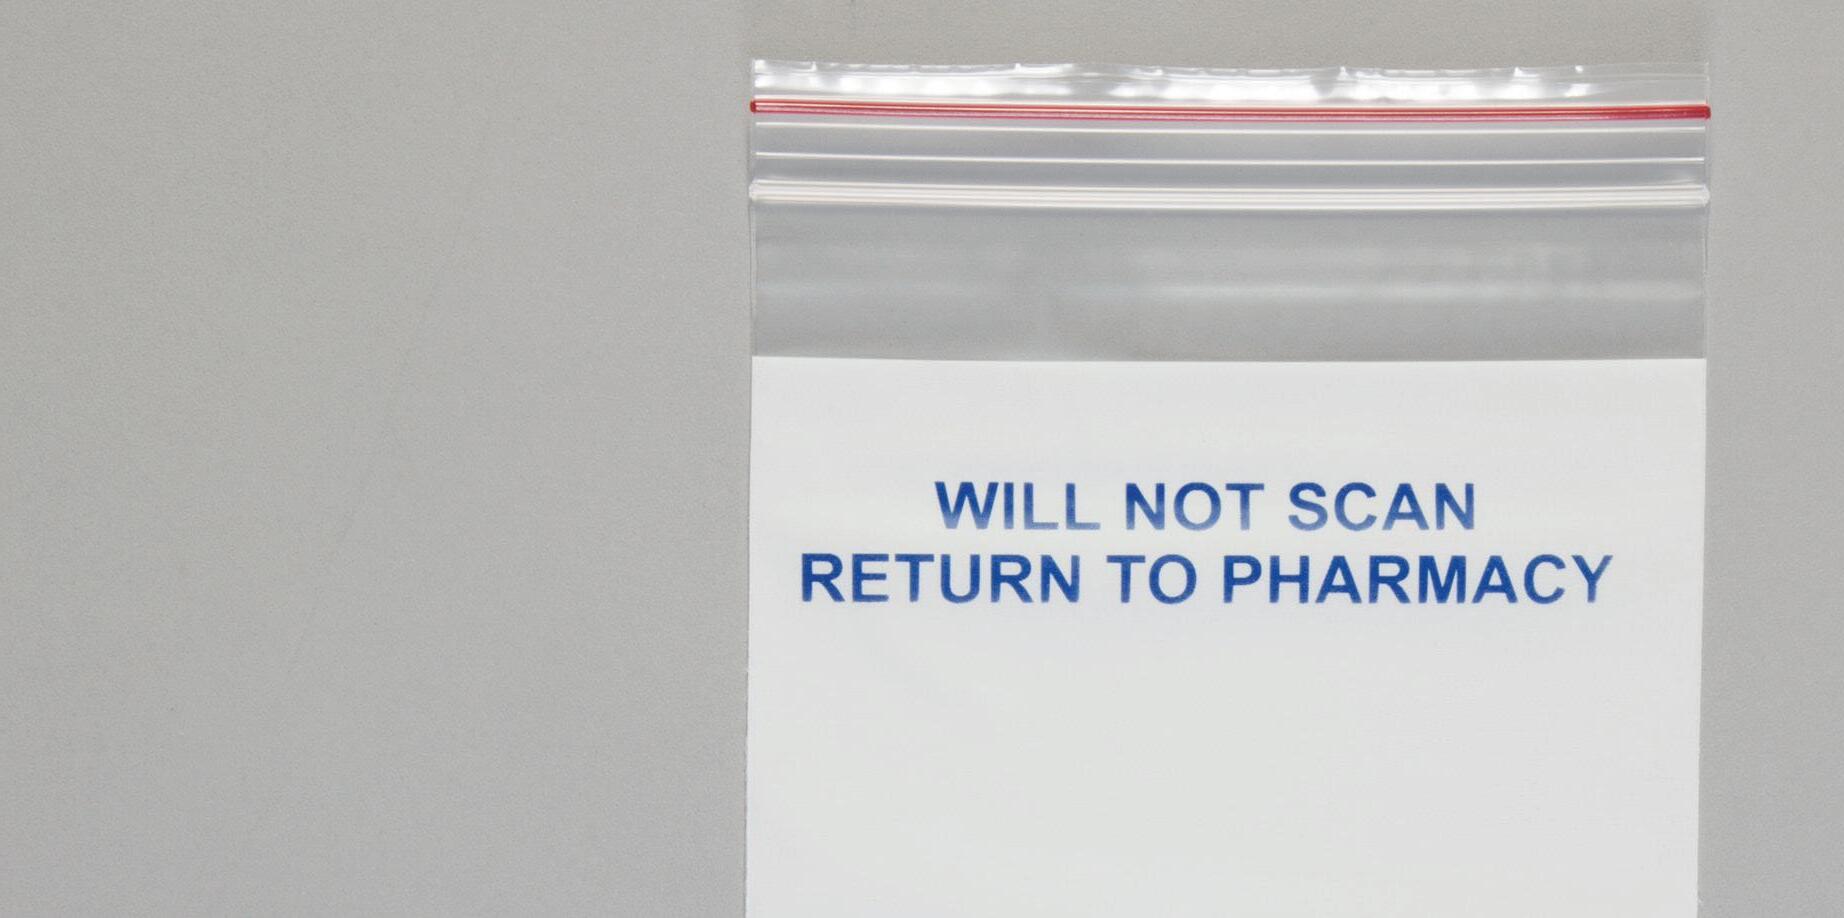 WILL NOT SCAN
RETURN TO PHARMACY